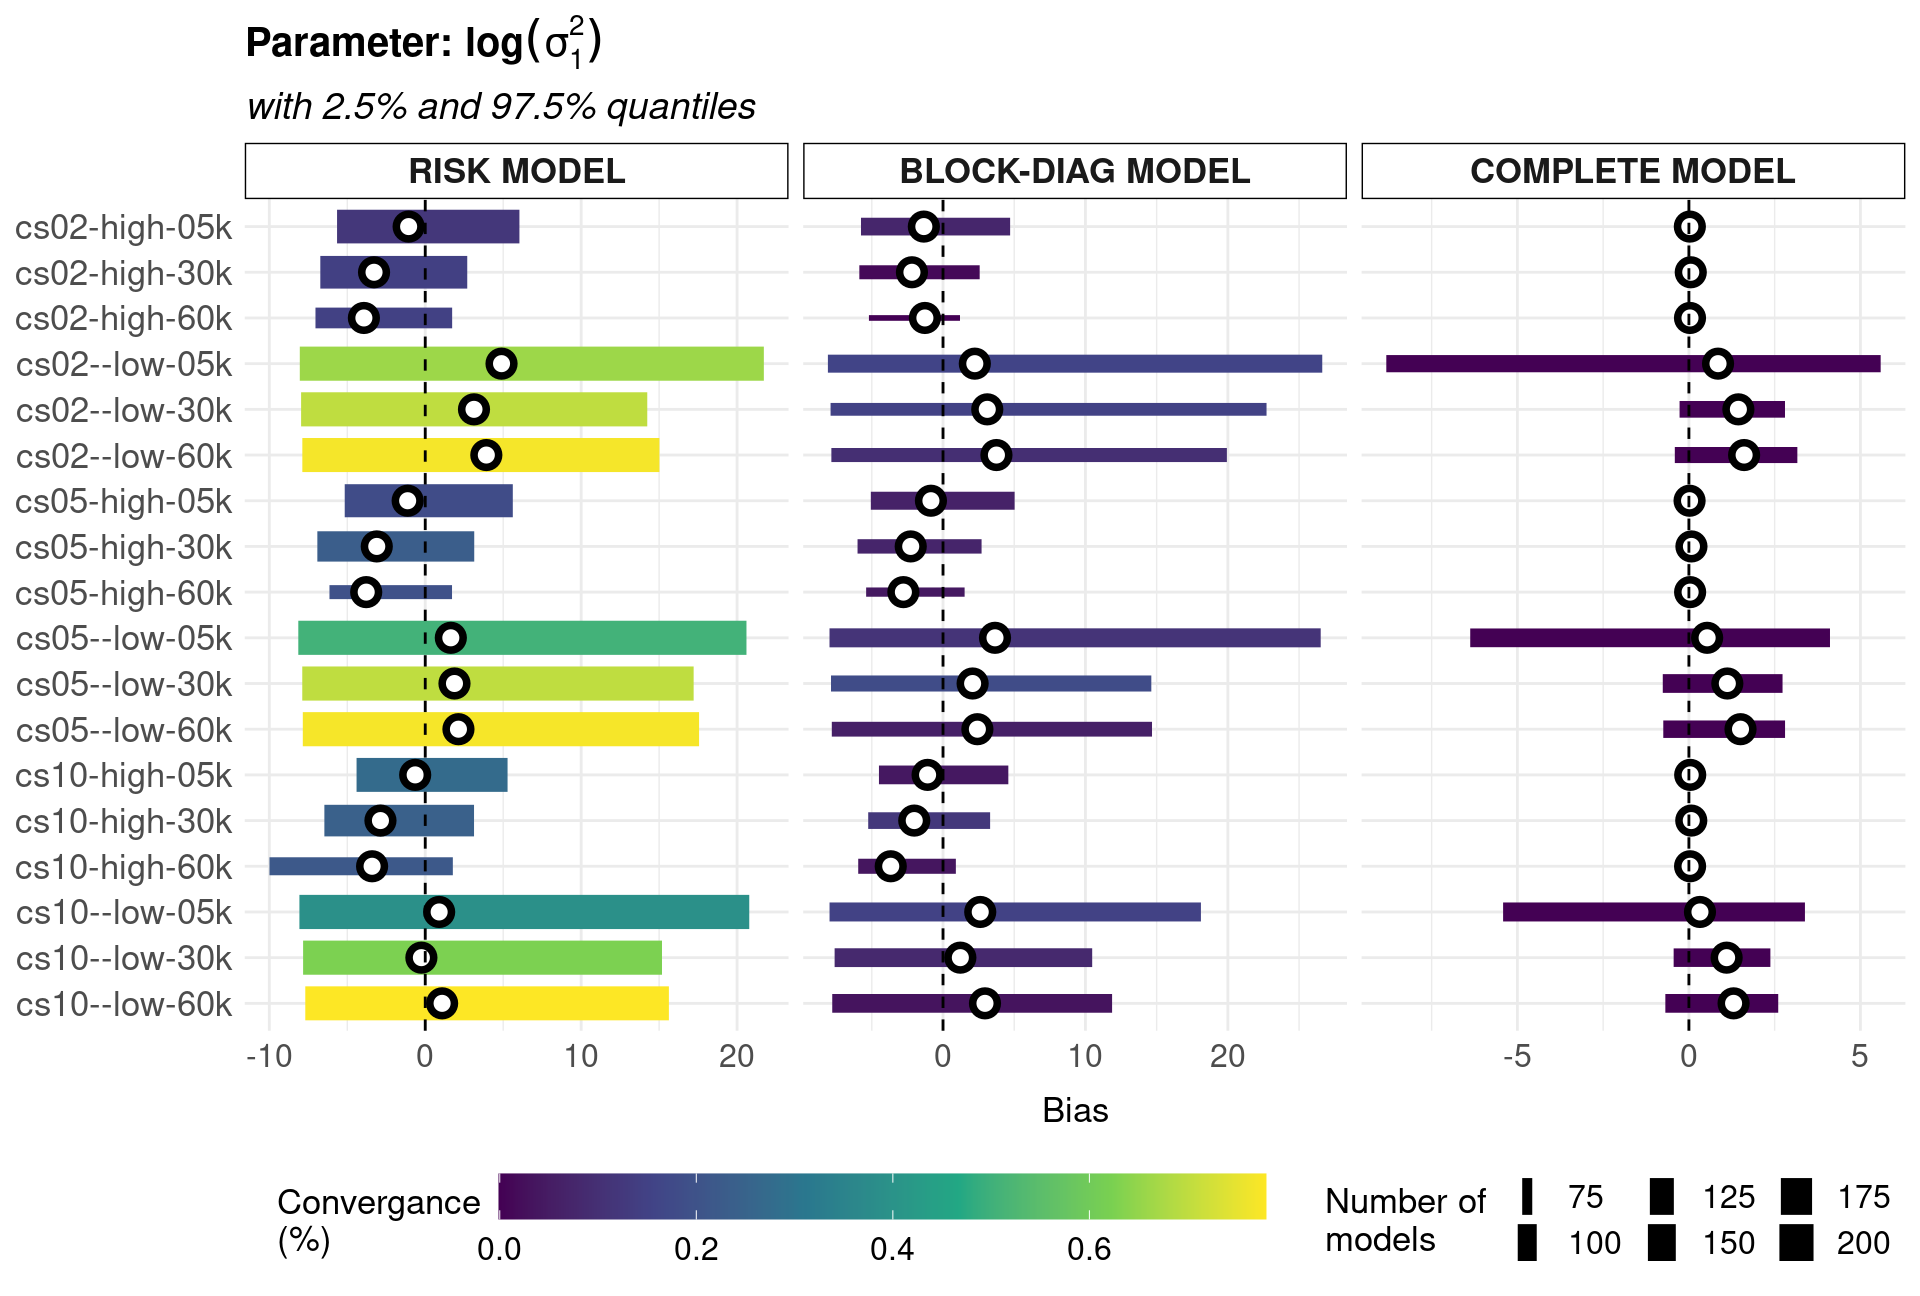 Parameter: log(σ₁²)
with 2.5% and 97.5% quantiles
RISK MODEL BLOCK-DIAG MODEL COMPLETE MODEL
cs02-high-05k
cs02-high-30k
cs02-high-60k
cs02--low-05k
cs02--low-30k
cs02--low-60k
cs05-high-05k
cs05-high-30k
cs05-high-60k
cs05--low-05k
cs05--low-30k
cs05--low-60k
cs10-high-05k
cs10-high-30k
cs10-high-60k
cs10--low-05k
cs10--low-30k
cs10--low-60k
-10 0 10 20 0 10 20 -5 0 5
Bias
Convergance
(%)
0.0 0.2 0.4 0.6
Number of
models
75 125 175
100 150 200